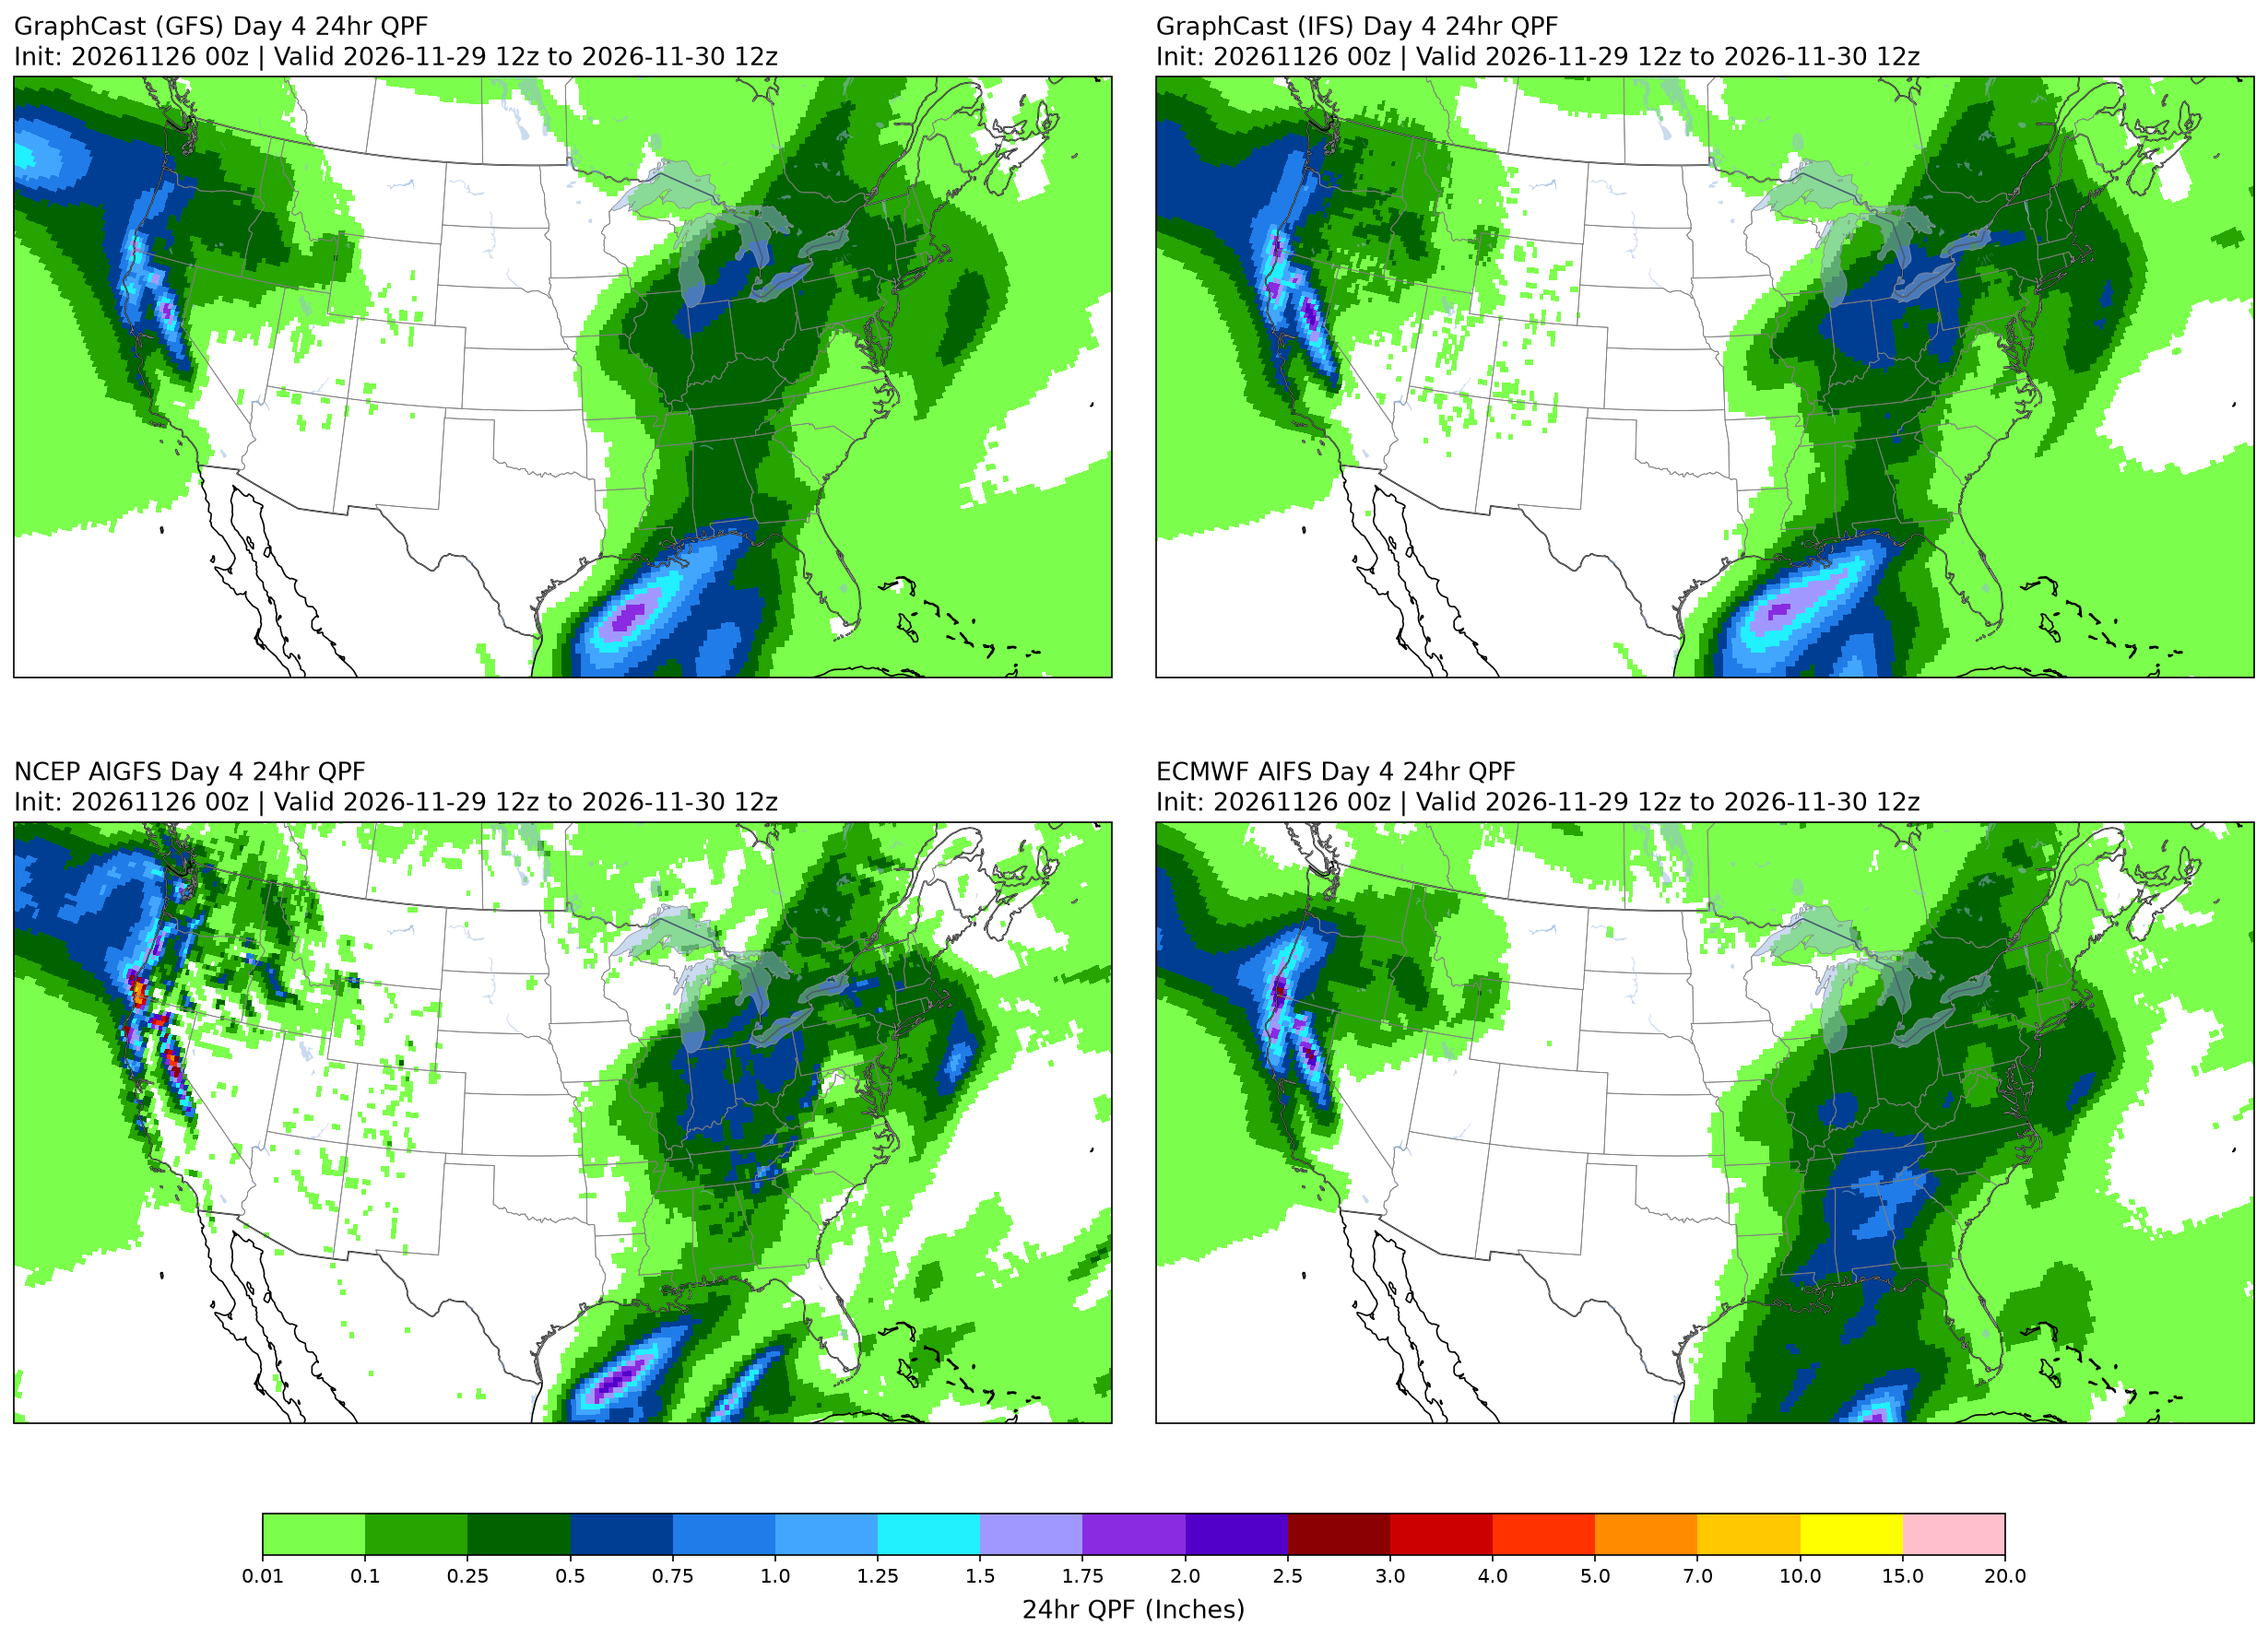 GraphCast (GFS) Day 4 24hr QPF
Init: 20261126 00z | Valid 2026-11-29 12z to 2026-11-30 12z
GraphCast (IFS) Day 4 24hr QPF
Init: 20261126 00z | Valid 2026-11-29 12z to 2026-11-30 12z
NCEP AIGFS Day 4 24hr QPF
Init: 20261126 00z | Valid 2026-11-29 12z to 2026-11-30 12z
ECMWF AIFS Day 4 24hr QPF
Init: 20261126 00z | Valid 2026-11-29 12z to 2026-11-30 12z
0.01 0.1 0.25 0.5 0.75 1.0 1.25 1.5 1.75 2.0 2.5 3.0 4.0 5.0 7.0 10.0 15.0 20.0
24hr QPF (Inches)